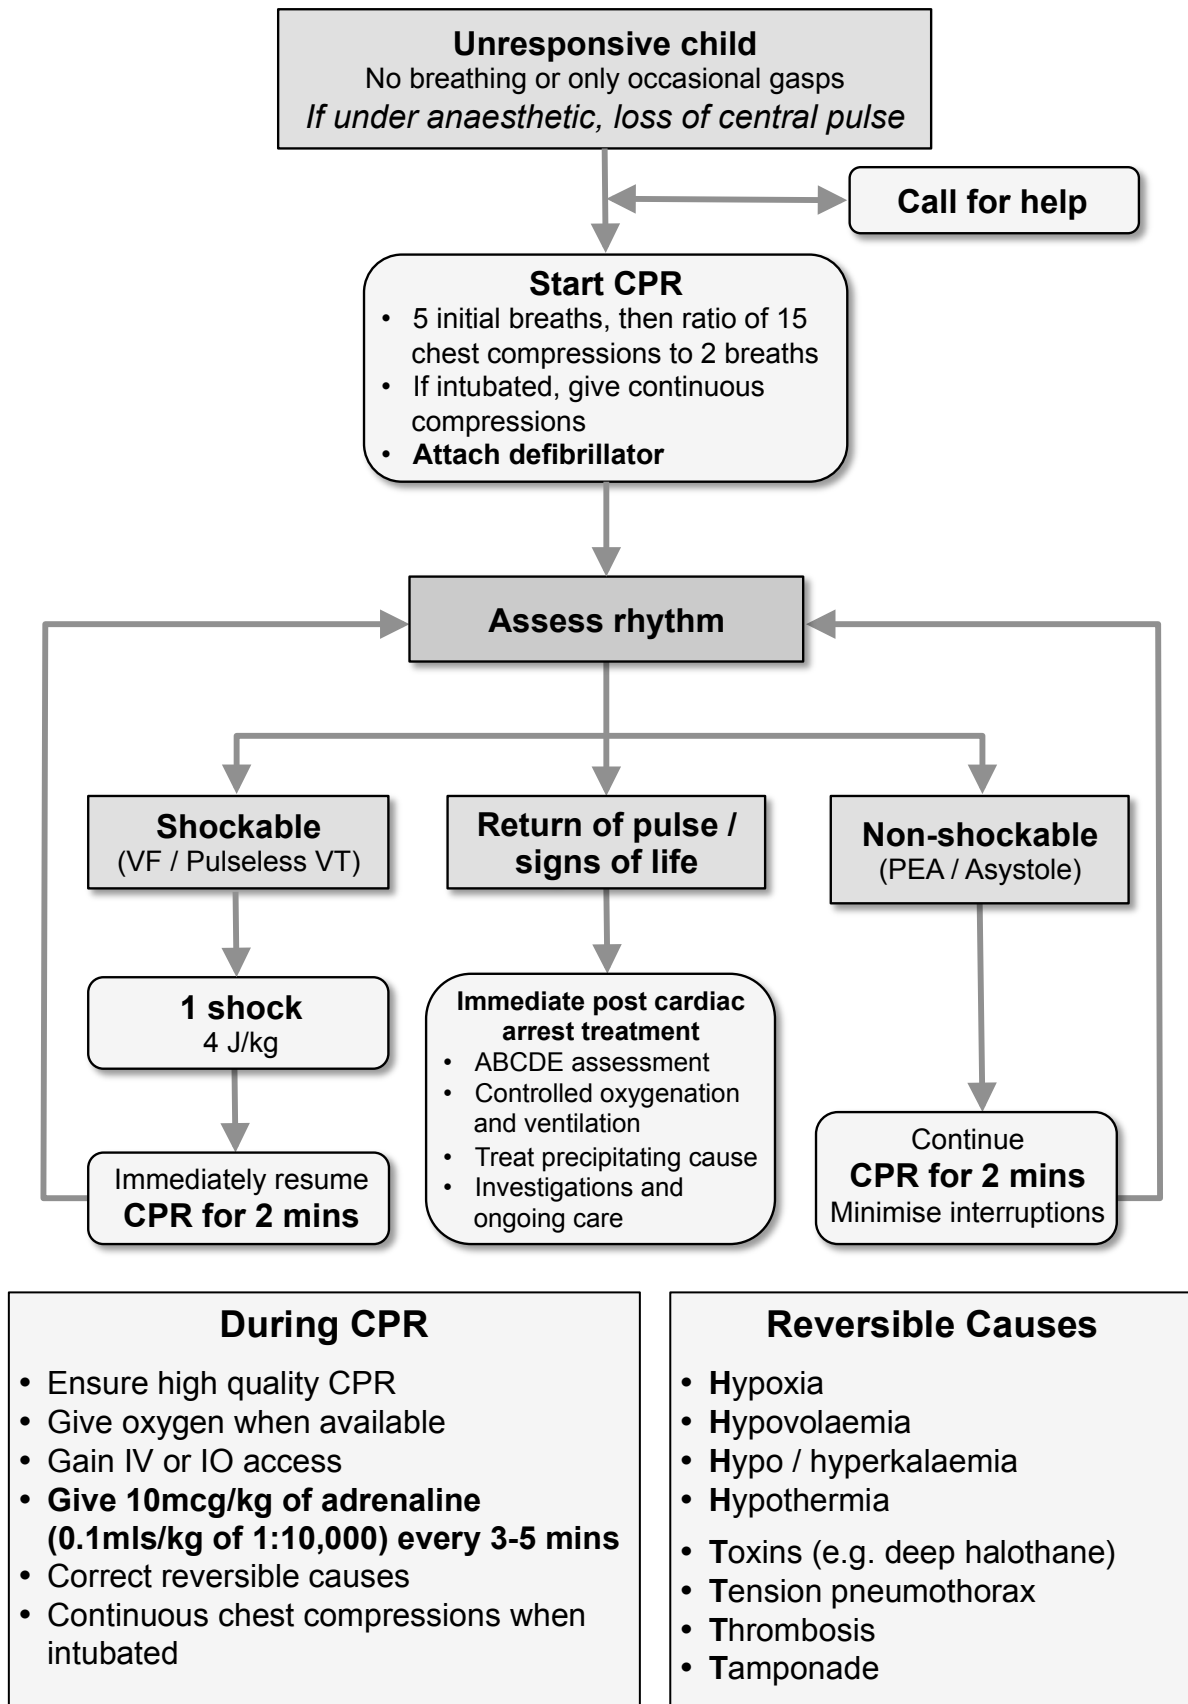 Unresponsive child
No breathing or only occasional gasps
If under anaesthetic, loss of central pulse
Call for help
Start CPR
• 5 initial breaths, then ratio of 15
chest compressions to 2 breaths
• If intubated, give continuous
compressions
• Attach defibrillator
Assess rhythm
Shockable
(VF / Pulseless VT)
Return of pulse /
signs of life
Non-shockable
(PEA / Asystole)
1 shock
4 J/kg
Immediately resume
CPR for 2 mins
Immediate post cardiac
arrest treatment
• ABCDE assessment
• Controlled oxygenation
and ventilation
• Treat precipitating cause
• Investigations and
ongoing care
Continue
CPR for 2 mins
Minimise interruptions
During CPR
• Ensure high quality CPR
• Give oxygen when available
• Gain IV or IO access
• Give 10mcg/kg of adrenaline
(0.1mls/kg of 1:10,000) every 3-5 mins
• Correct reversible causes
• Continuous chest compressions when
intubated
Reversible Causes
• Hypoxia
• Hypovolaemia
• Hypo / hyperkalaemia
• Hypothermia
• Toxins (e.g. deep halothane)
• Tension pneumothorax
• Thrombosis
• Tamponade